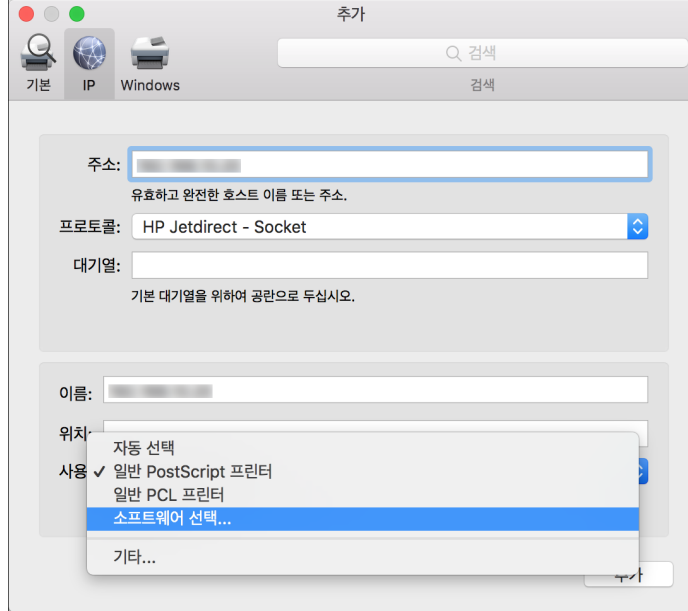 추가
검색
기본 IP Windows 검색
주소:
유효하고 완전한 호스트 이름 또는 주소.
프로토콜: HP Jetdirect - Socket
대기열:
기본 대기열을 위하여 공란으로 두십시오.
이름:
위치:
자동 선택
사용 ✓ 일반 PostScript 프린터
일반 PCL 프린터
소프트웨어 선택...
기타...
추가